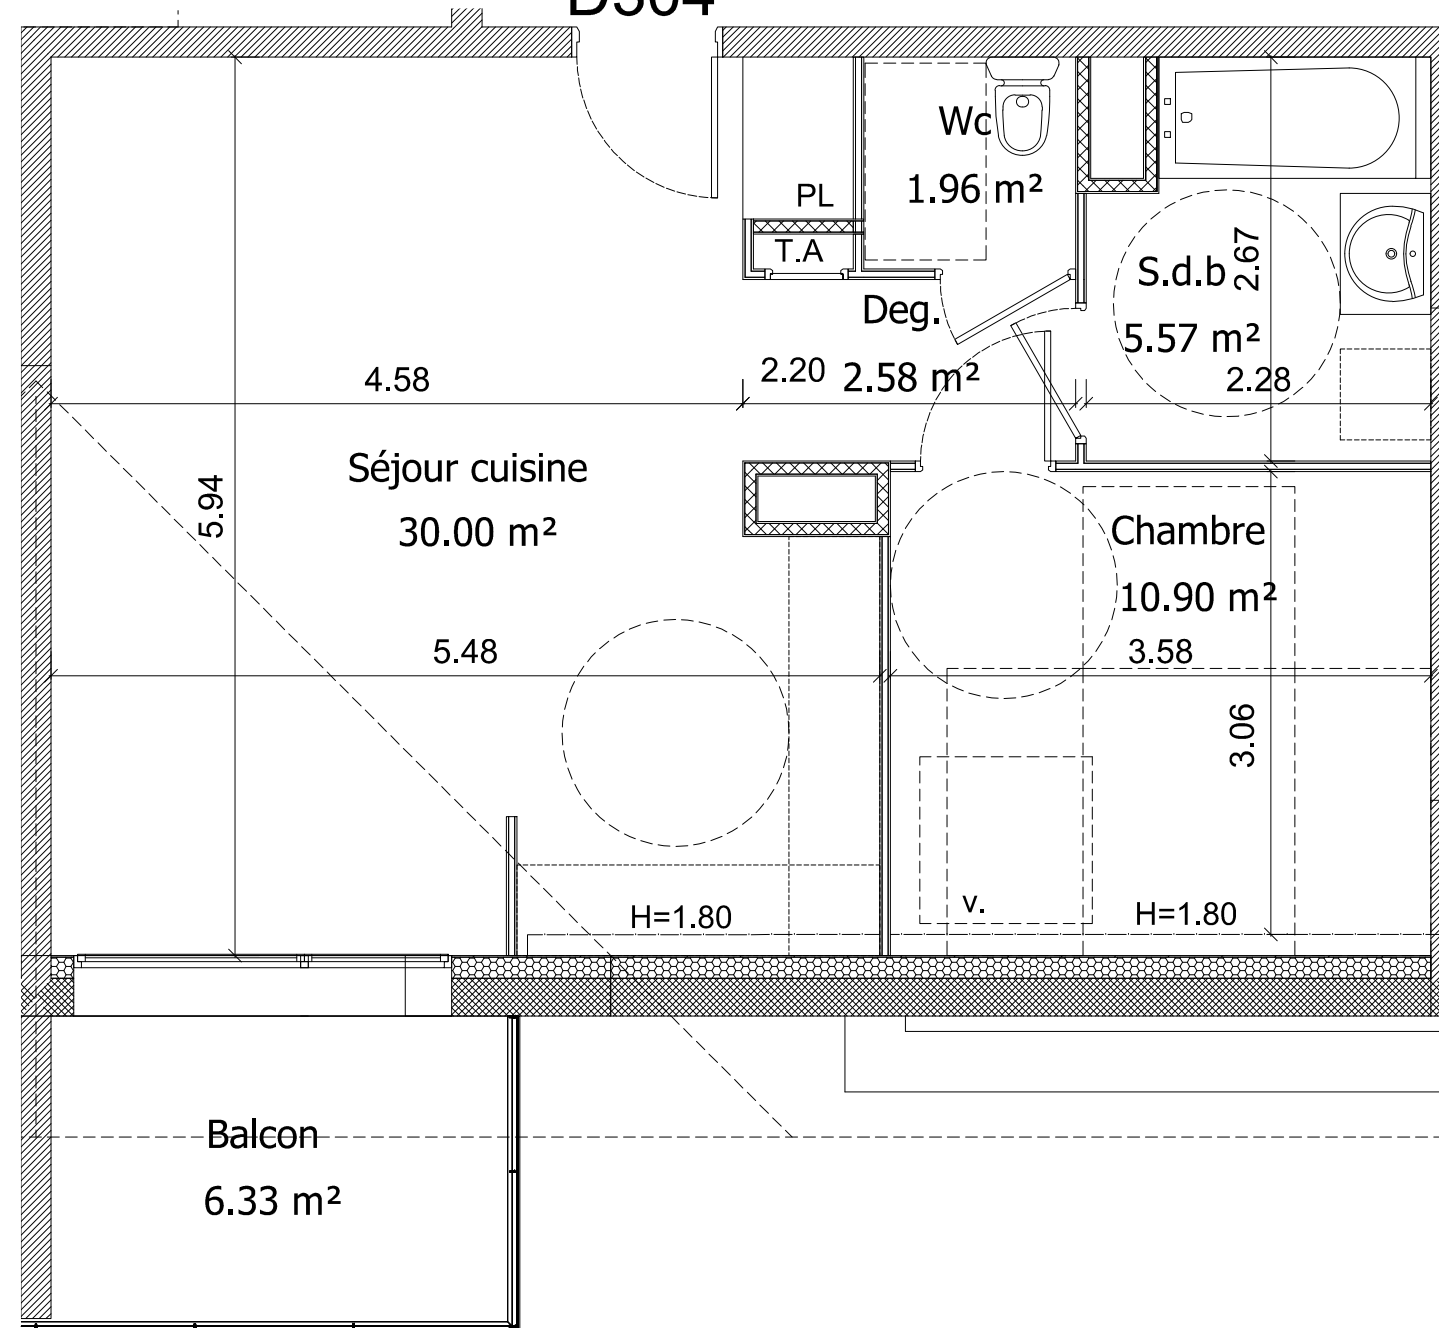 Wc
1.96 m²
PL
T.A
S.d.b
5.57 m²
2.67
2.28
Deg.
2.58 m²
2.20
4.58
Séjour cuisine
30.00 m²
5.94
5.48
Chambre
10.90 m²
3.58
3.06
H=1.80
v.
H=1.80
Balcon
6.33 m²